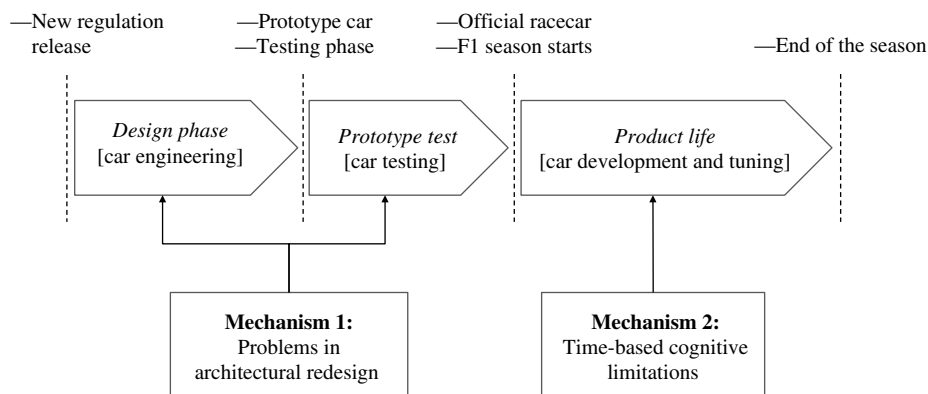 —New regulation
release
—Prototype car
—Testing phase
—Official racecar
—F1 season starts
—End of the season
Design phase
[car engineering]
Prototype test
[car testing]
Product life
[car development and tuning]
Mechanism 1:
Problems in
architectural redesign
Mechanism 2:
Time-based cognitive
limitations